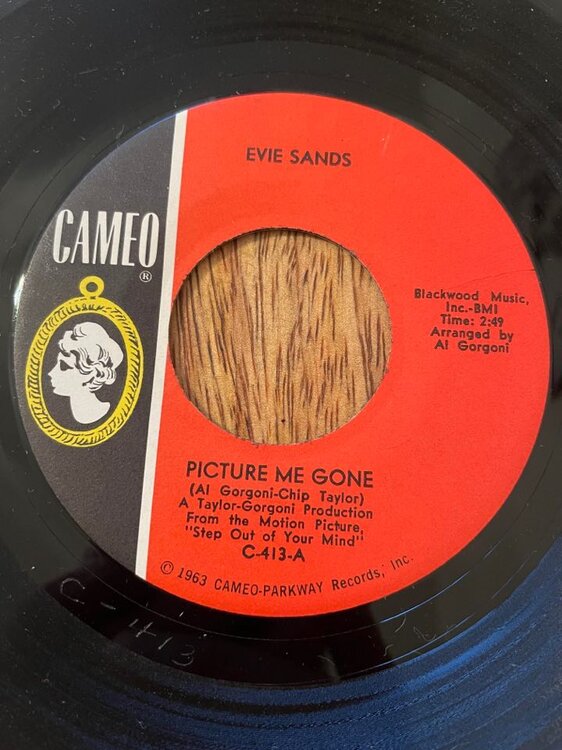 EVIE SANDS
CAMEO
®
Blackwood Music,
Inc.-BMI
Time: 2:49
Arranged by
Al Gorgoni
PICTURE ME GONE
(Al Gorgoni-Chip Taylor)
A Taylor-Gorgoni Production
From the Motion Picture,
"Step Out of Your Mind"
C-413-A
© 1963 CAMEO-PARKWAY Records, Inc.
C-413